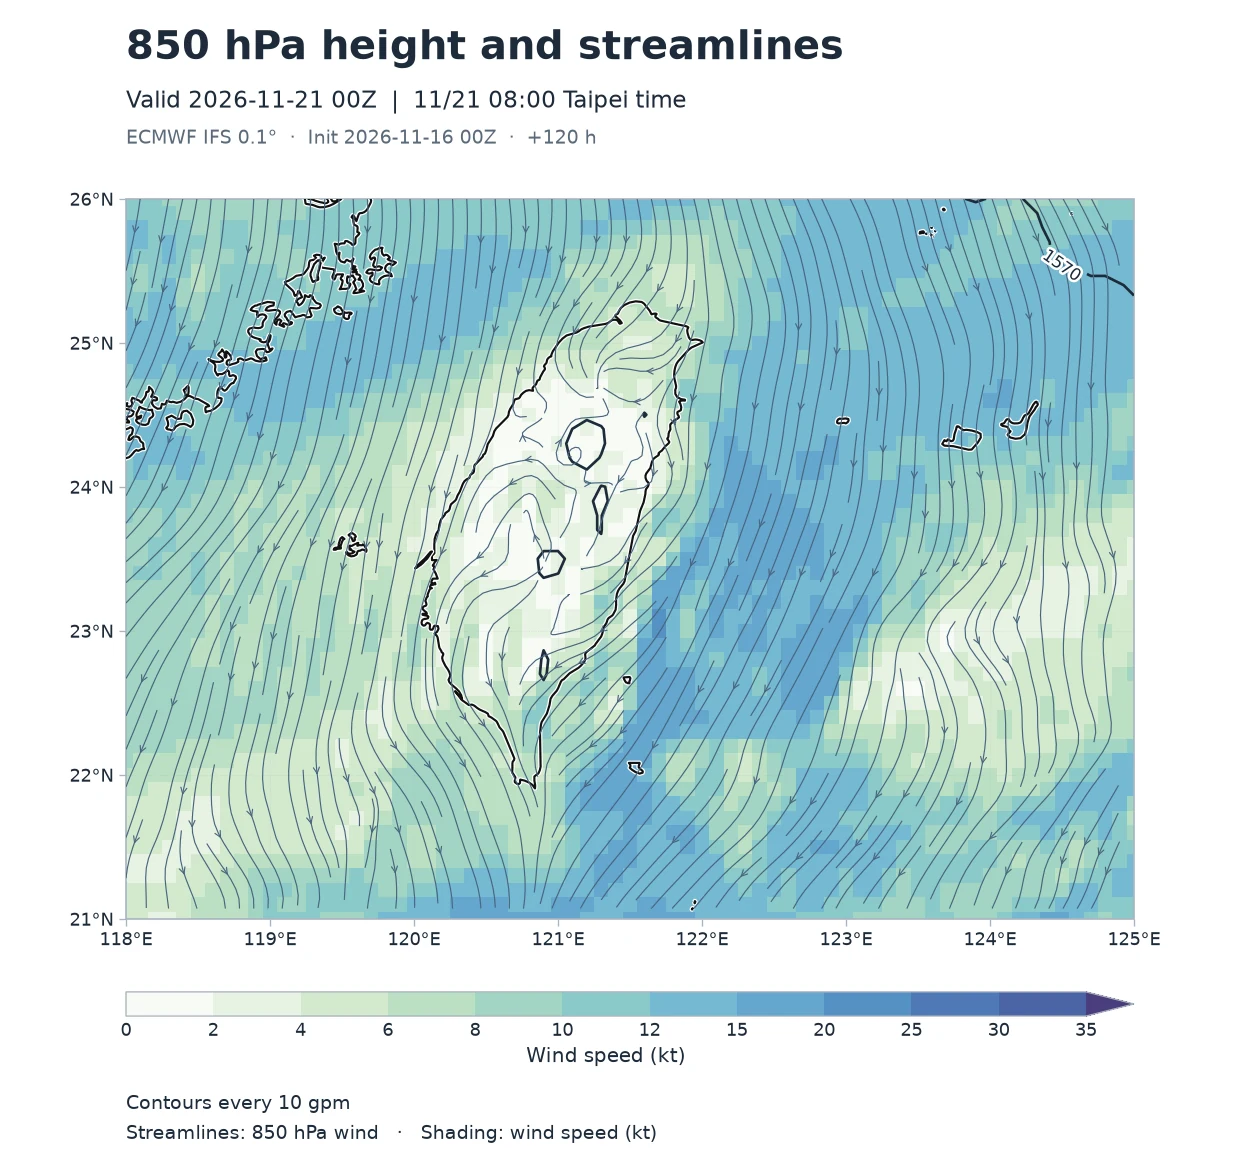 850 hPa height and streamlines
Valid 2026-11-21 00Z | 11/21 08:00 Taipei time
ECMWF IFS 0.1° · Init 2026-11-16 00Z · +120 h
26°N
25°N
24°N
23°N
22°N
21°N
1570
118°E 119°E 120°E 121°E 122°E 123°E 124°E 125°E
0 2 4 6 8 10 12 15 20 25 30 35
Wind speed (kt)
Contours every 10 gpm
Streamlines: 850 hPa wind · Shading: wind speed (kt)